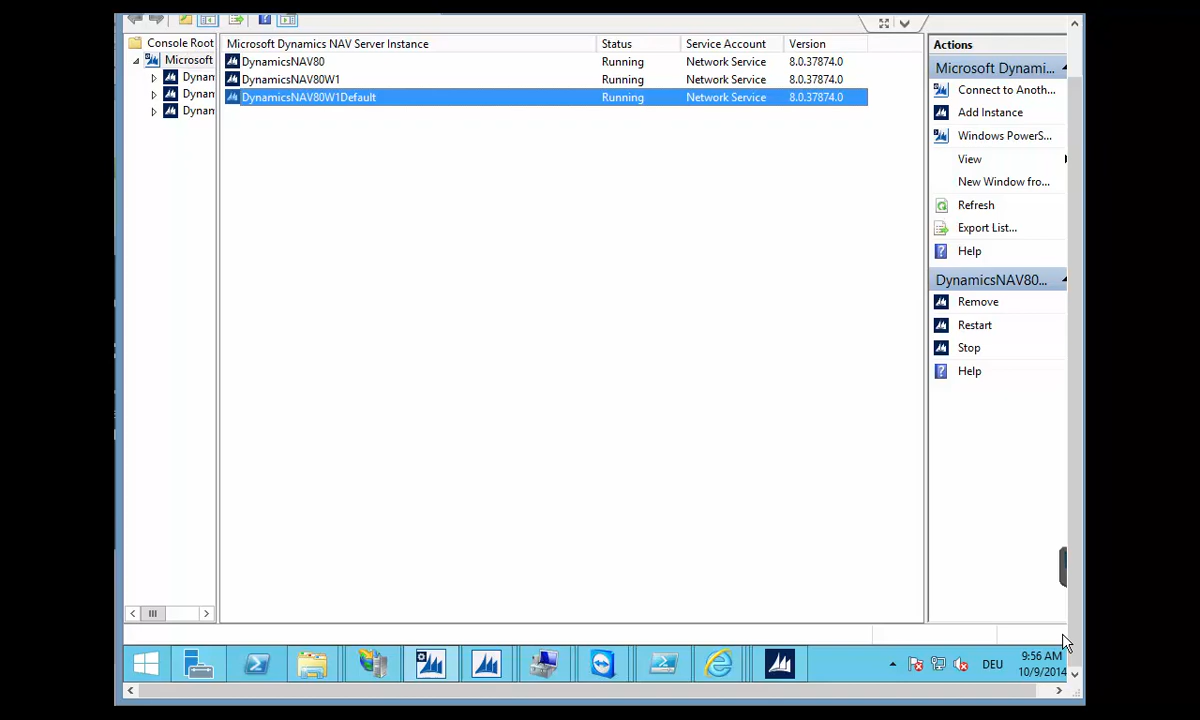 Console Root
Microsoft
Dynam
Dynam
Dynam
Microsoft Dynamics NAV Server Instance Status Service Account Version
DynamicsNAV80 Running Network Service 8.0.37874.0
DynamicsNAV80W1 Running Network Service 8.0.37874.0
DynamicsNAV80W1Default Running Network Service 8.0.37874.0
Actions
Microsoft Dynami...
Connect to Anoth...
Add Instance
Windows PowerS...
View
New Window fro...
Refresh
Export List...
Help
DynamicsNAV80...
Remove
Restart
Stop
Help
DEU
9:56 AM
10/9/2014